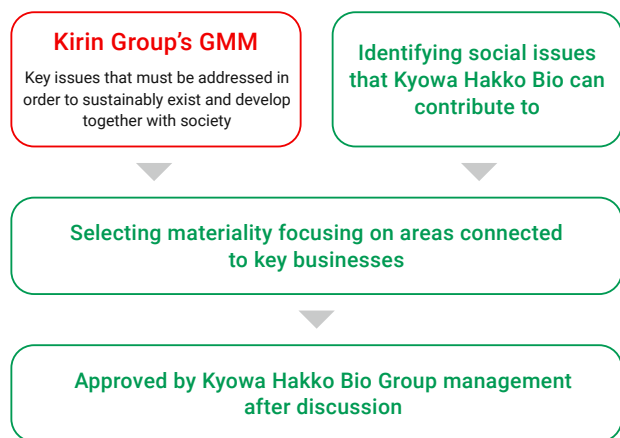 Kirin Group's GMM
Key issues that must be addressed in
order to sustainably exist and develop
together with society
Identifying social issues
that Kyowa Hakko Bio can
contribute to
Selecting materiality focusing on areas connected
to key businesses
Approved by Kyowa Hakko Bio Group management
after discussion